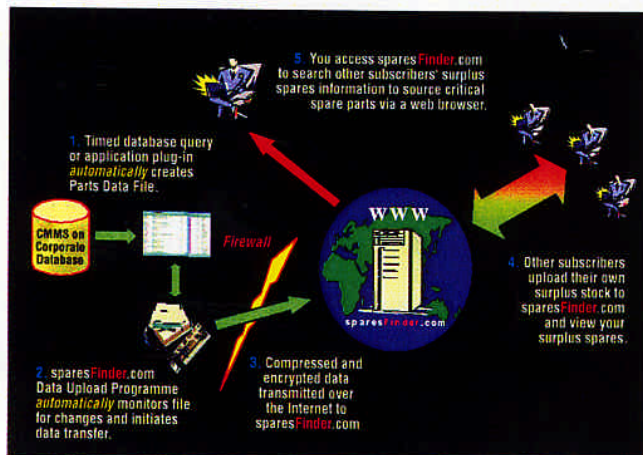 5. You access sparesFinder.com
to search other subscribers' surplus
spares information to source critical
spare parts via a web browser.
1. Timed database query
or application plug-in
automatically creates
Parts Data File.
CMMS on
Corporate
Database
Firewall
WWW
sparesFinder.com
4. Other subscribers
upload their own
surplus stock to
sparesFinder.com
and view your
surplus spares.
2. sparesFinder.com
Data Upload Programme
automatically monitors file
for changes and initiates
data transfer.
3. Compressed and
encrypted data
transmitted over
the Internet to
sparesFinder.com